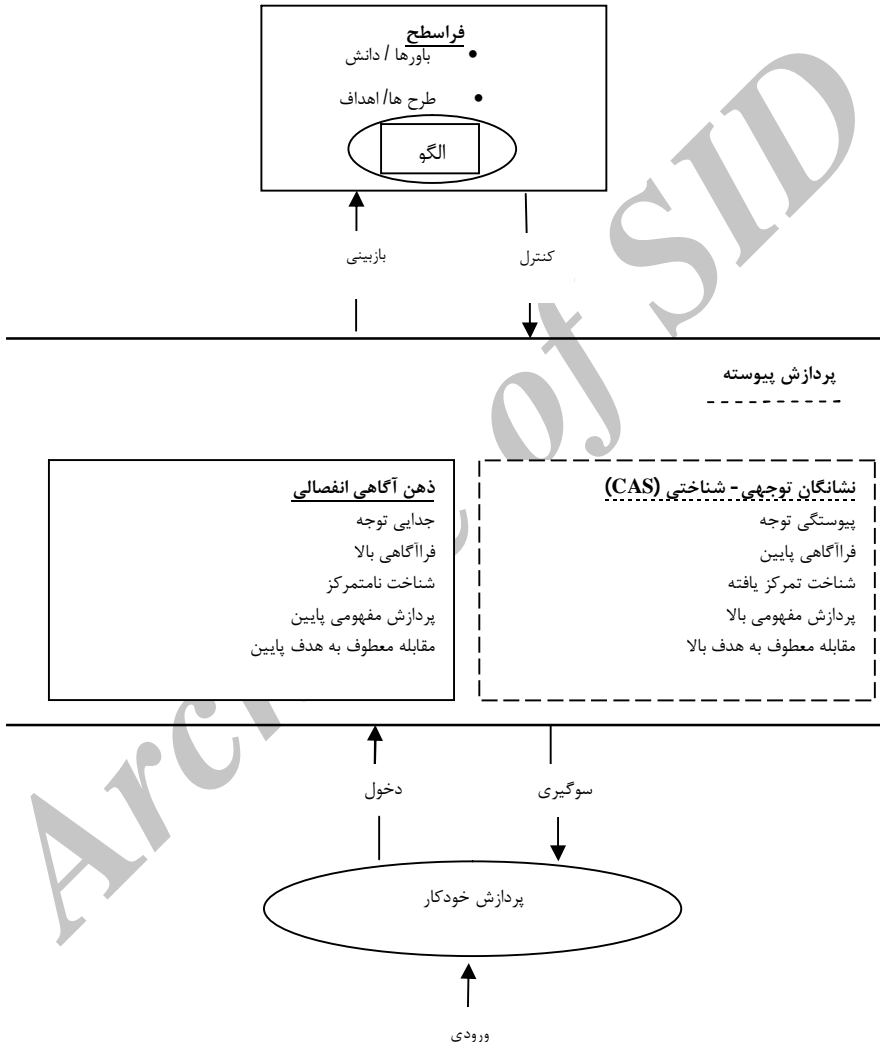 فراسطح
• باورها / دانش
• طرح ها/ اهداف
الگو
بازبینی
کنترل
پردازش پیوسته
نشانگان توجهی- شناختی (CAS)
پیوستگی توجه
فراآگاهی پایین
شناخت تمرکز یافته
پردازش مفهومی بالا
مقابله معطوف به هدف بالا
ذهن آگاهی انفصالی
جدایی توجه
فراآگاهی بالا
شناخت نامتمرکز
پردازش مفهومی پایین
مقابله معطوف به هدف پایین
دخول
سوگیری
پردازش خودکار
ورودی
Archive of SID